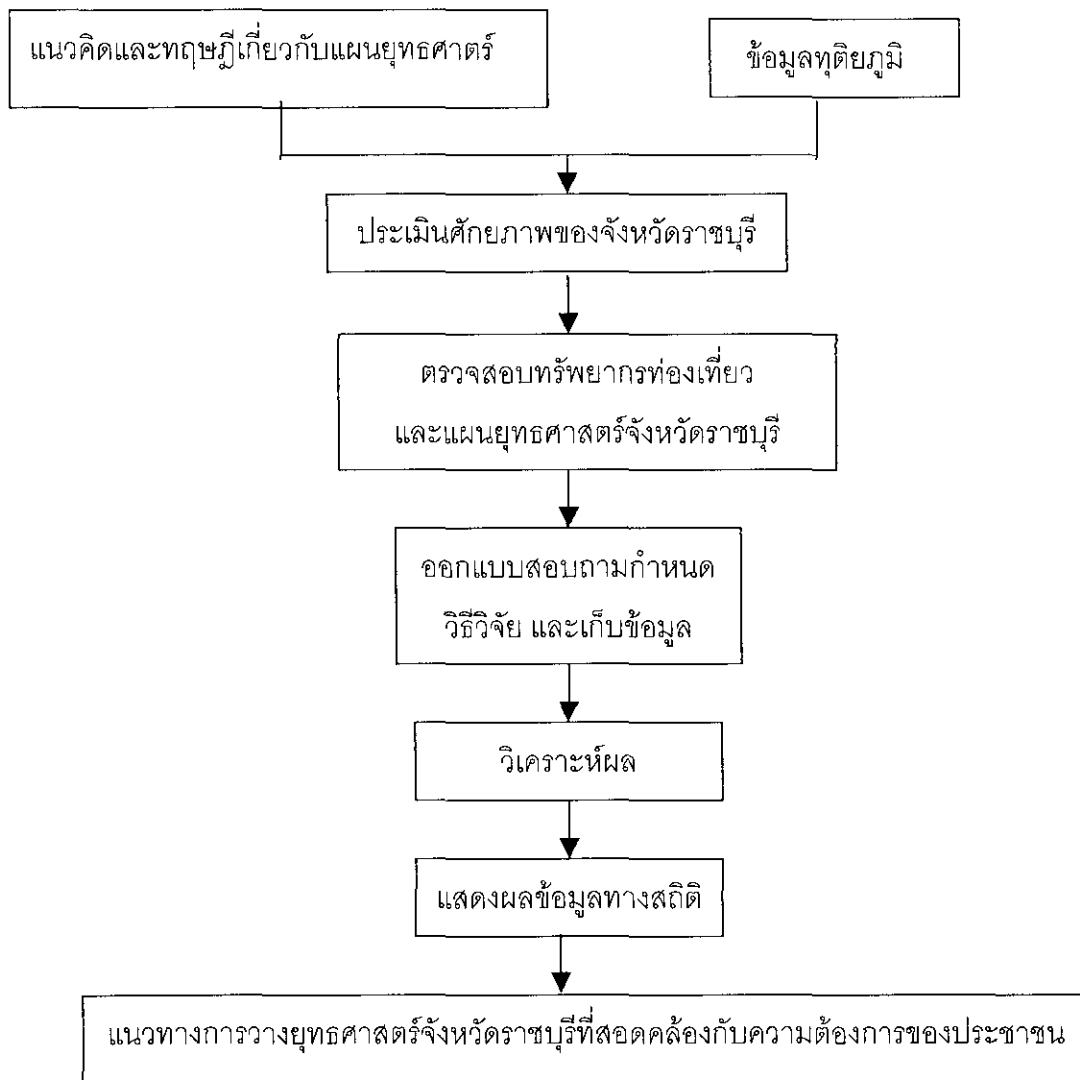 แนวคิดและทฤษฎีเกี่ยวกับแผนยุทธศาตร์
ข้อมูลทุติยภูมิ
ประเมินศักยภาพของจังหวัดราชบุรี
ตรวจสอบทรัพยากรท่องเที่ยว
และแผนยุทธศาสตร์จังหวัดราชบุรี
ออกแบบสอบถามกำหนด
วิธีวิจัย และเก็บข้อมูล
วิเคราะห์ผล
แสดงผลข้อมูลทางสถิติ
แนวทางการวางยุทธศาสตร์จังหวัดราชบุรีที่สอดคล้องกับความต้องการของประชาชน